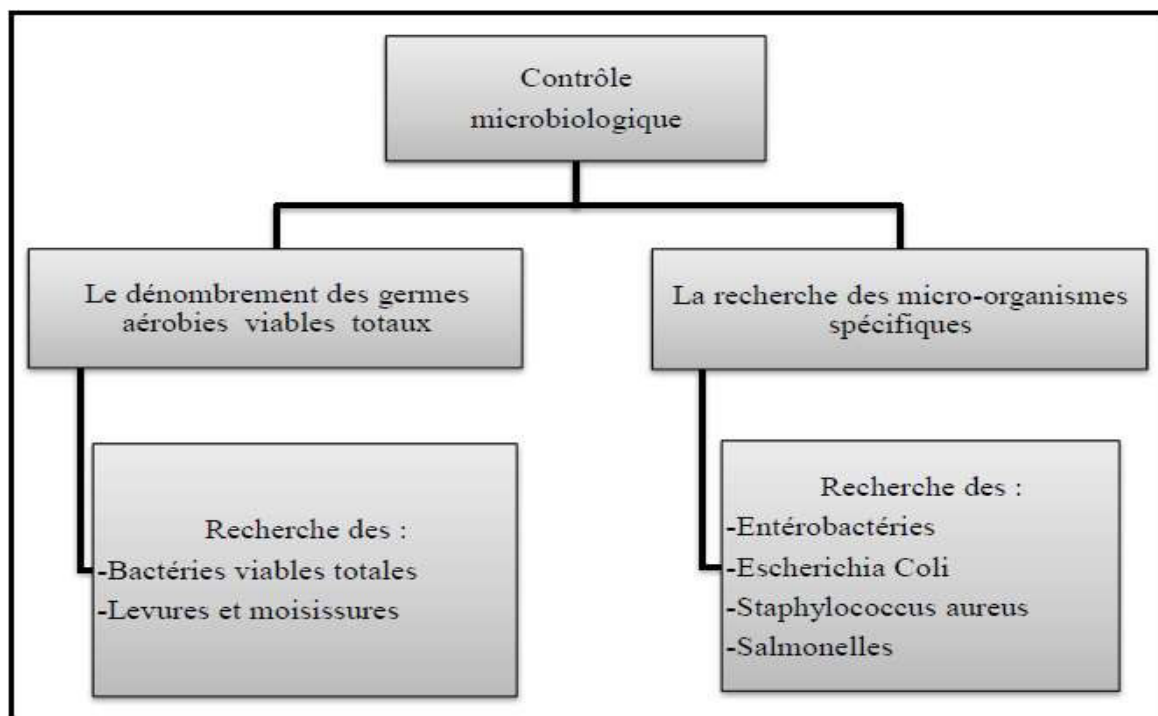 Contrôle
microbiologique
Le dénombrement des germes
aérobies viables totaux
La recherche des micro-organismes
spécifiques
Recherche des :
-Bactéries viables totales
-Levures et moisissures
Recherche des :
-Entérobactéries
-Escherichia Coli
-Staphylococcus aureus
-Salmonelles